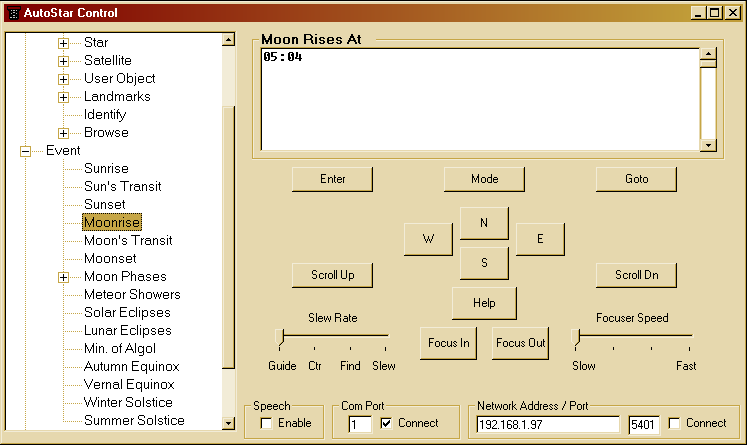 AutoStar Control
Star
Satellite
User Object
Landmarks
Identify
Browse
Event
Sunrise
Sun's Transit
Sunset
Moonrise
Moon's Transit
Moonset
Moon Phases
Meteor Showers
Solar Eclipses
Lunar Eclipses
Min. of Algol
Autumn Equinox
Vernal Equinox
Winter Solstice
Summer Solstice
Moon Rises At
05:04
Enter Mode Goto
N
W E
S
Scroll Up Scroll Dn
Help
Slew Rate Focuser Speed
Focus In Focus Out
Guide Ctr Find Slew Slow Fast
Speech Com Port Network Address / Port
Enable 1 Connect 192.168.1.97 5401 Connect